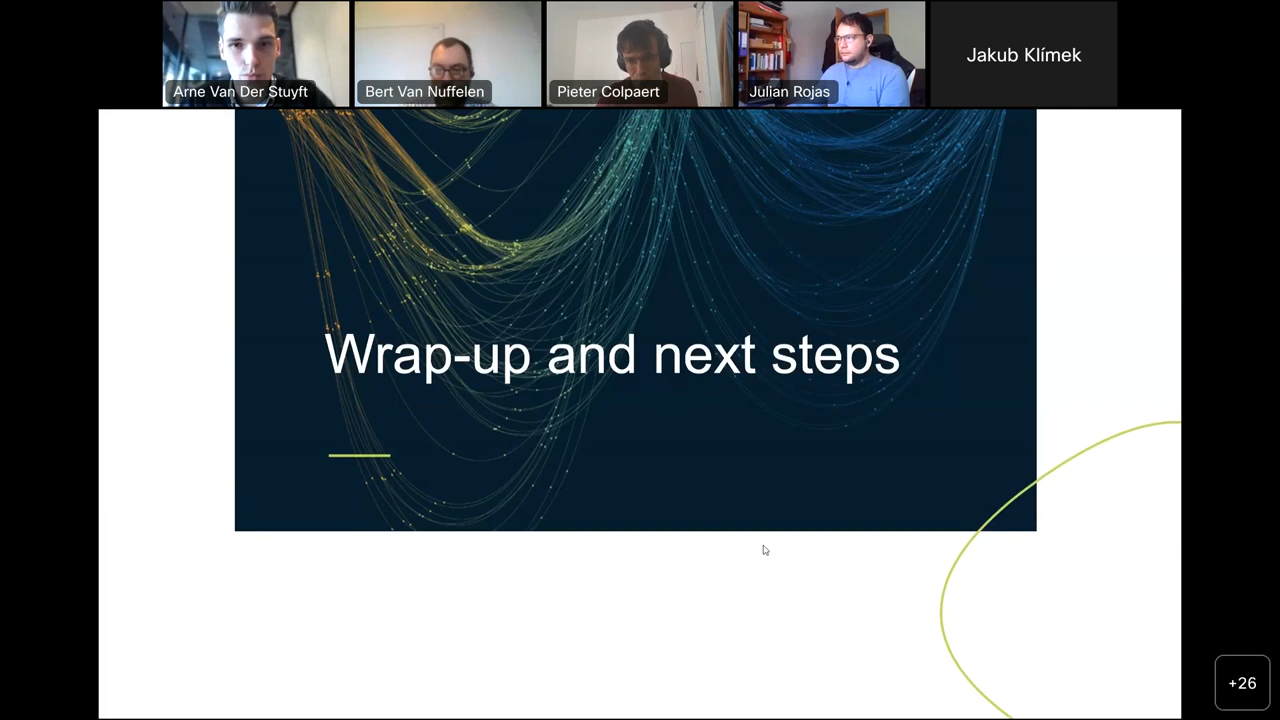 Arne Van Der Stuyft
Bert Van Nuffelen
Pieter Colpaert
Julian Rojas
Jakub Klímek
Wrap-up and next steps
+26